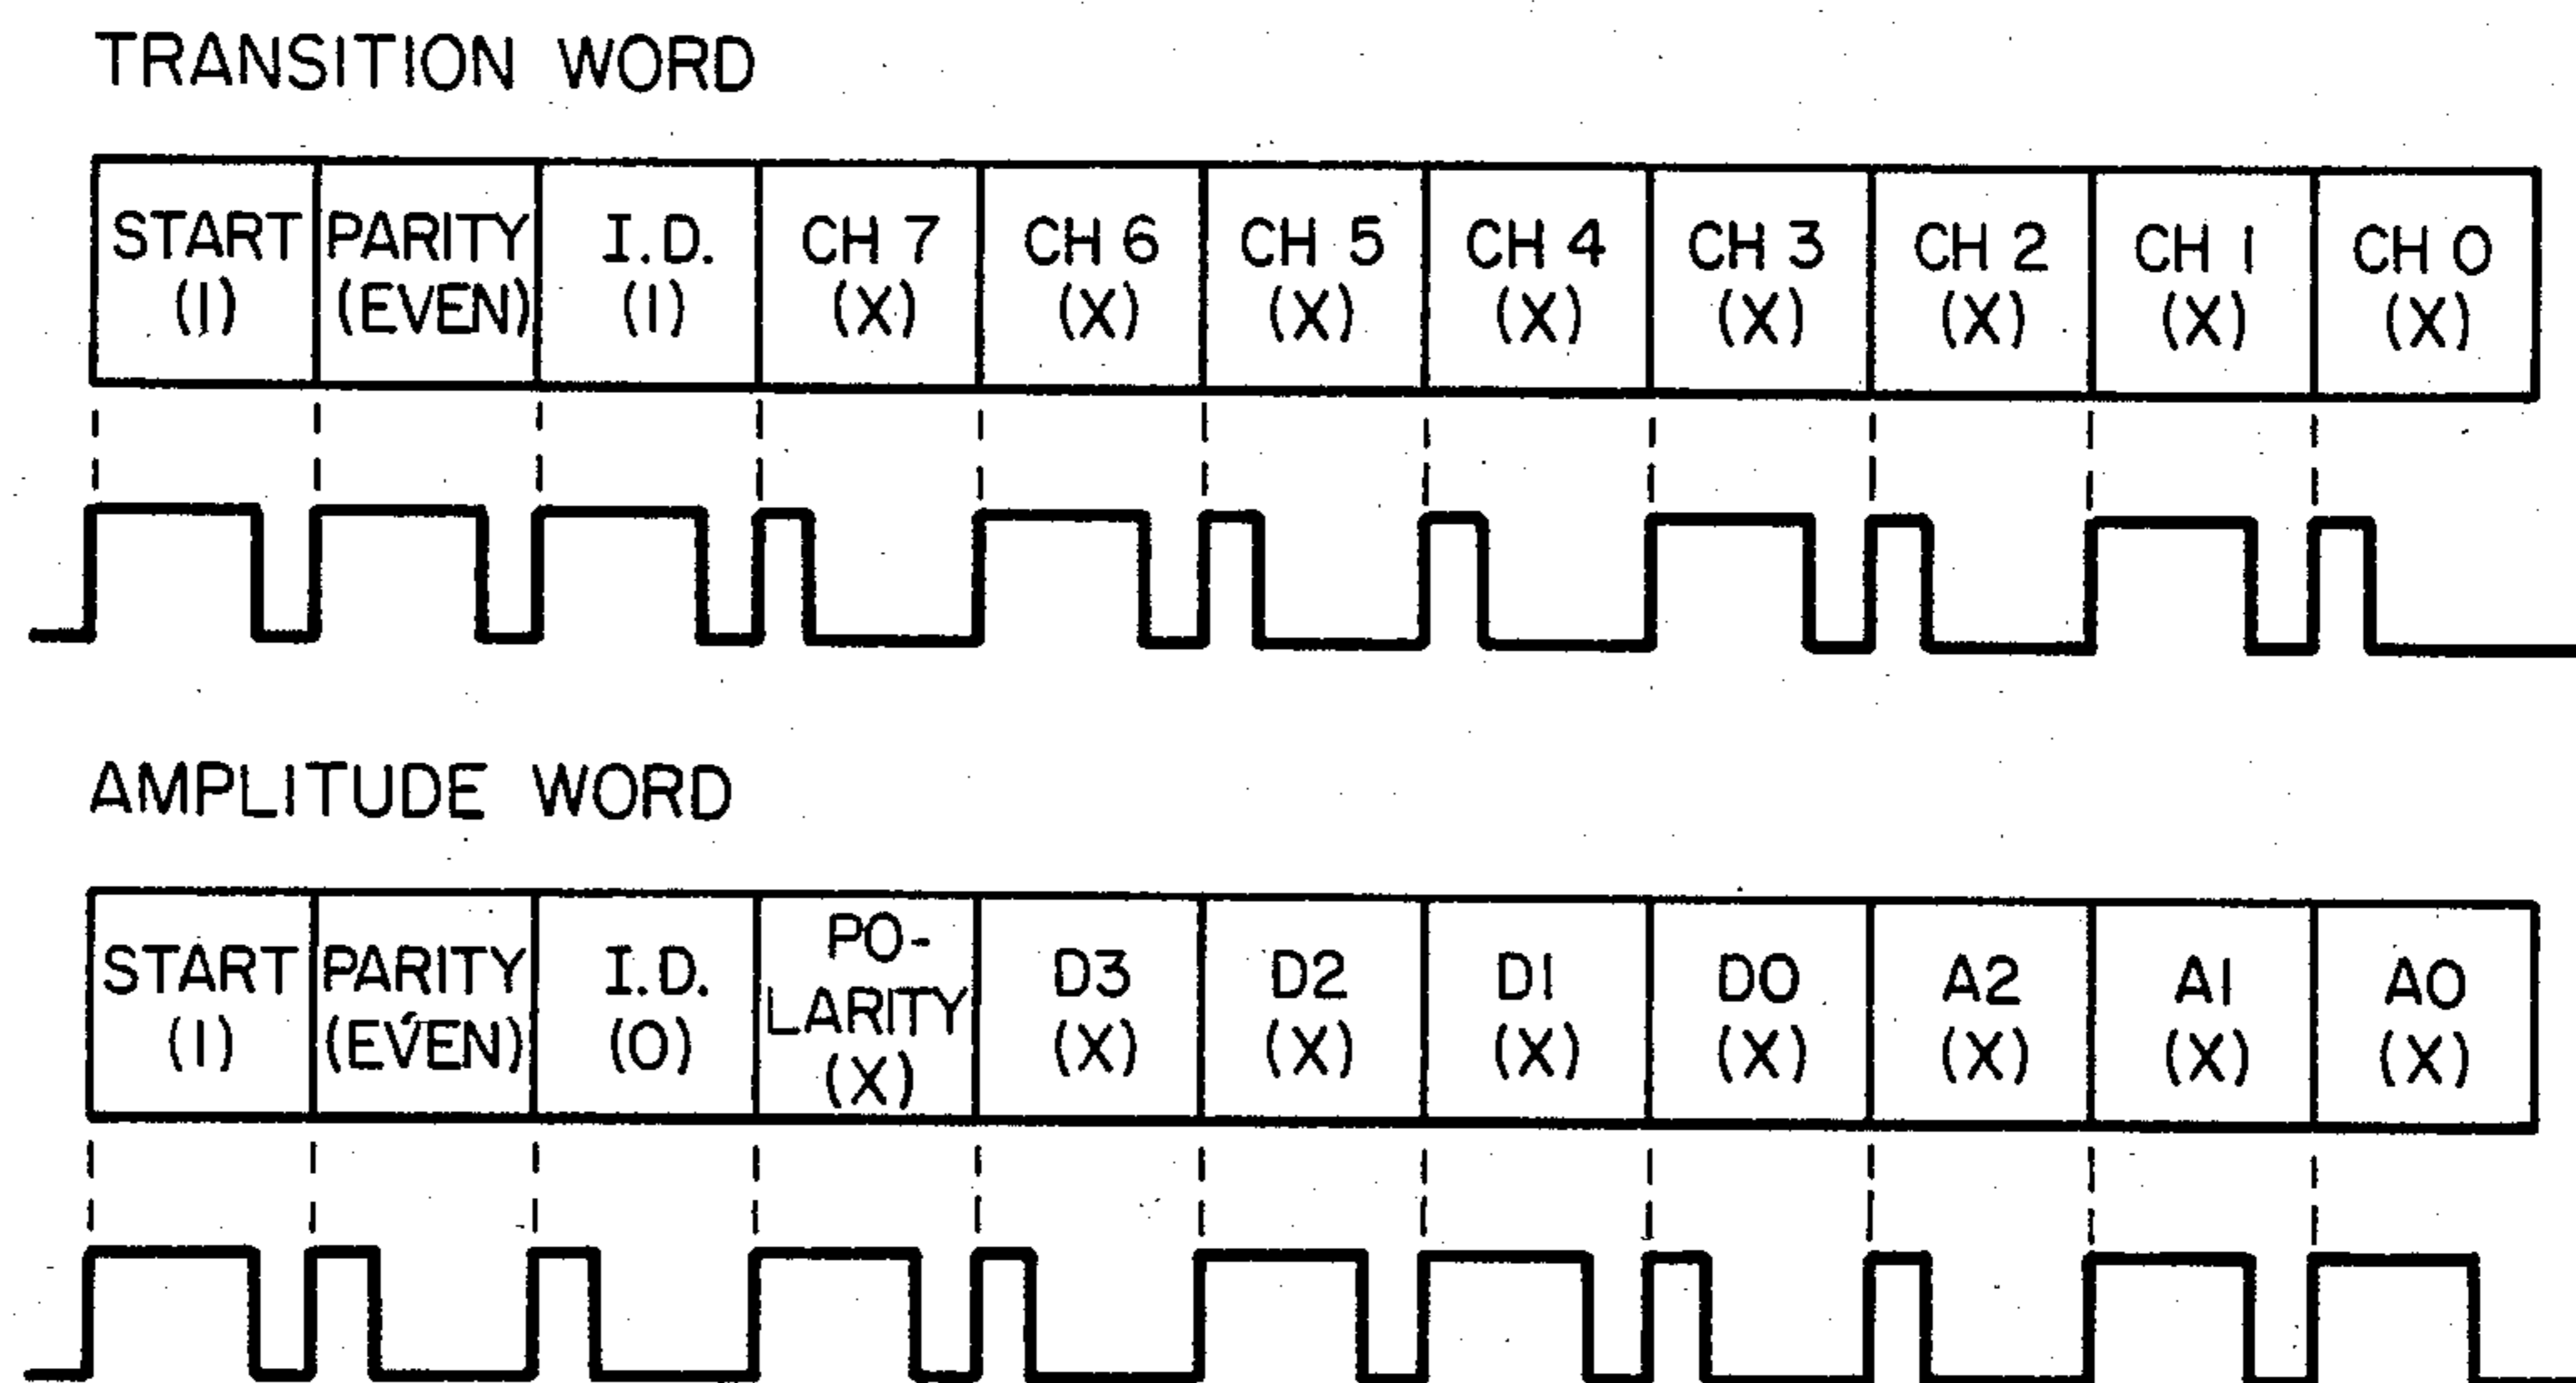 TRANSITION WORD
START PARITY I.D. CH 7 CH 6 CH 5 CH 4 CH 3 CH 2 CH 1 CH 0
(1) (EVEN) (1) (X) (X) (X) (X) (X) (X) (X) (X)
AMPLITUDE WORD
START PARITY I.D. PO- D3 D2 D1 D0 A2 A1 A0
LARITY
(1) (EVEN) (0) (X) (X) (X) (X) (X) (X) (X) (X)